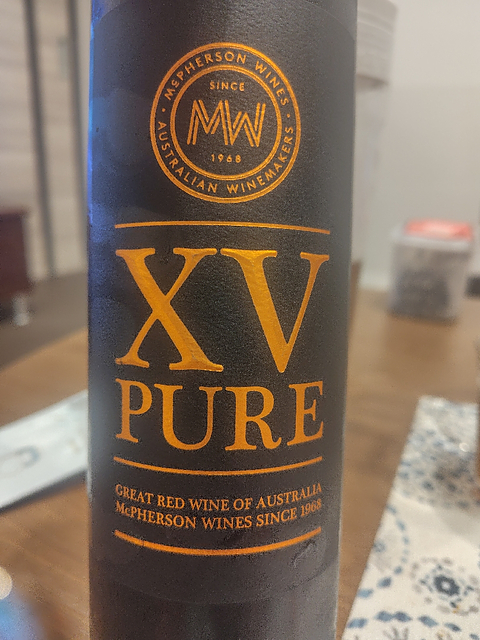 McPHERSON WINES
SINCE
MW
1968
AUSTRALIAN WINEMAKERS
XV
PURE
GREAT RED WINE OF AUSTRALIA
McPHERSON WINES SINCE 1968